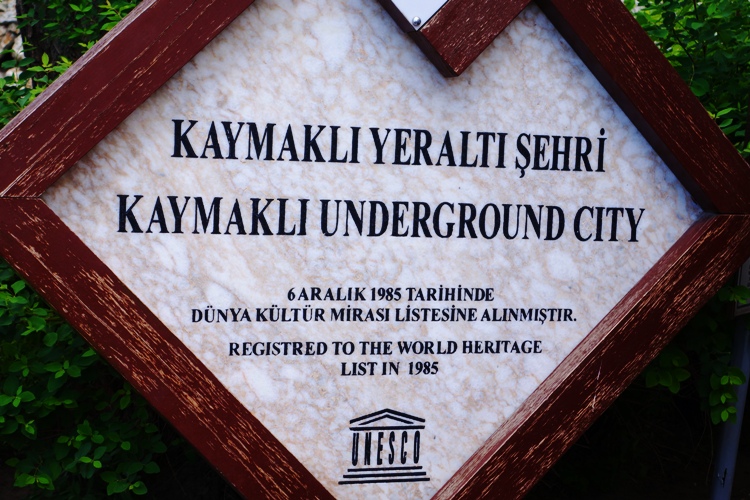 KAYMAKLI YERALTI ŞEHRİ
KAYMAKLI UNDERGROUND CITY
6 ARALIK 1985 TARİHİNDE
DÜNYA KÜLTÜR MİRASI LİSTESİNE ALINMIŞTIR.
REGISTRED TO THE WORLD HERITAGE
LIST IN 1985
UNESCO